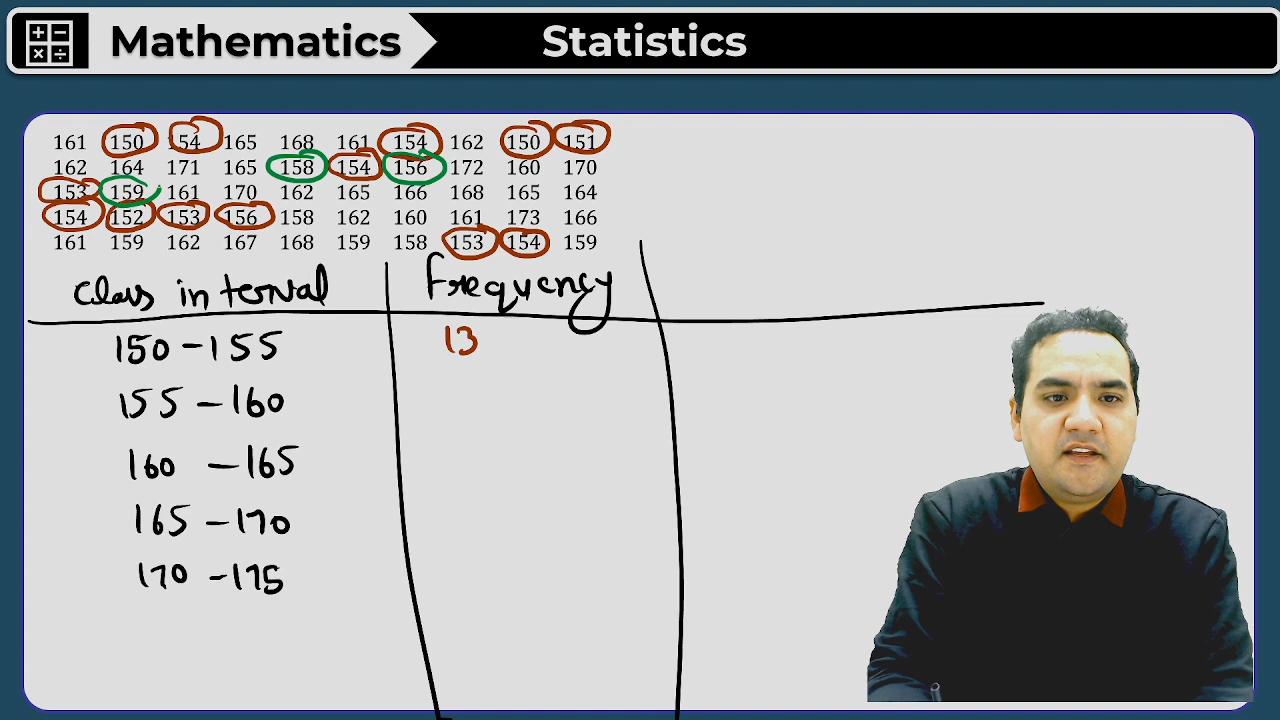 Mathematics Statistics
161 150 154 165 168 161 154 162 150 151
162 164 171 165 158 154 156 172 160 170
153 159 161 170 162 165 166 168 165 164
154 152 153 156 158 162 160 161 173 166
161 159 162 167 168 159 158 153 154 159
Class interval Frequency
150 - 155 13
155 - 160
160 - 165
165 - 170
170 - 175